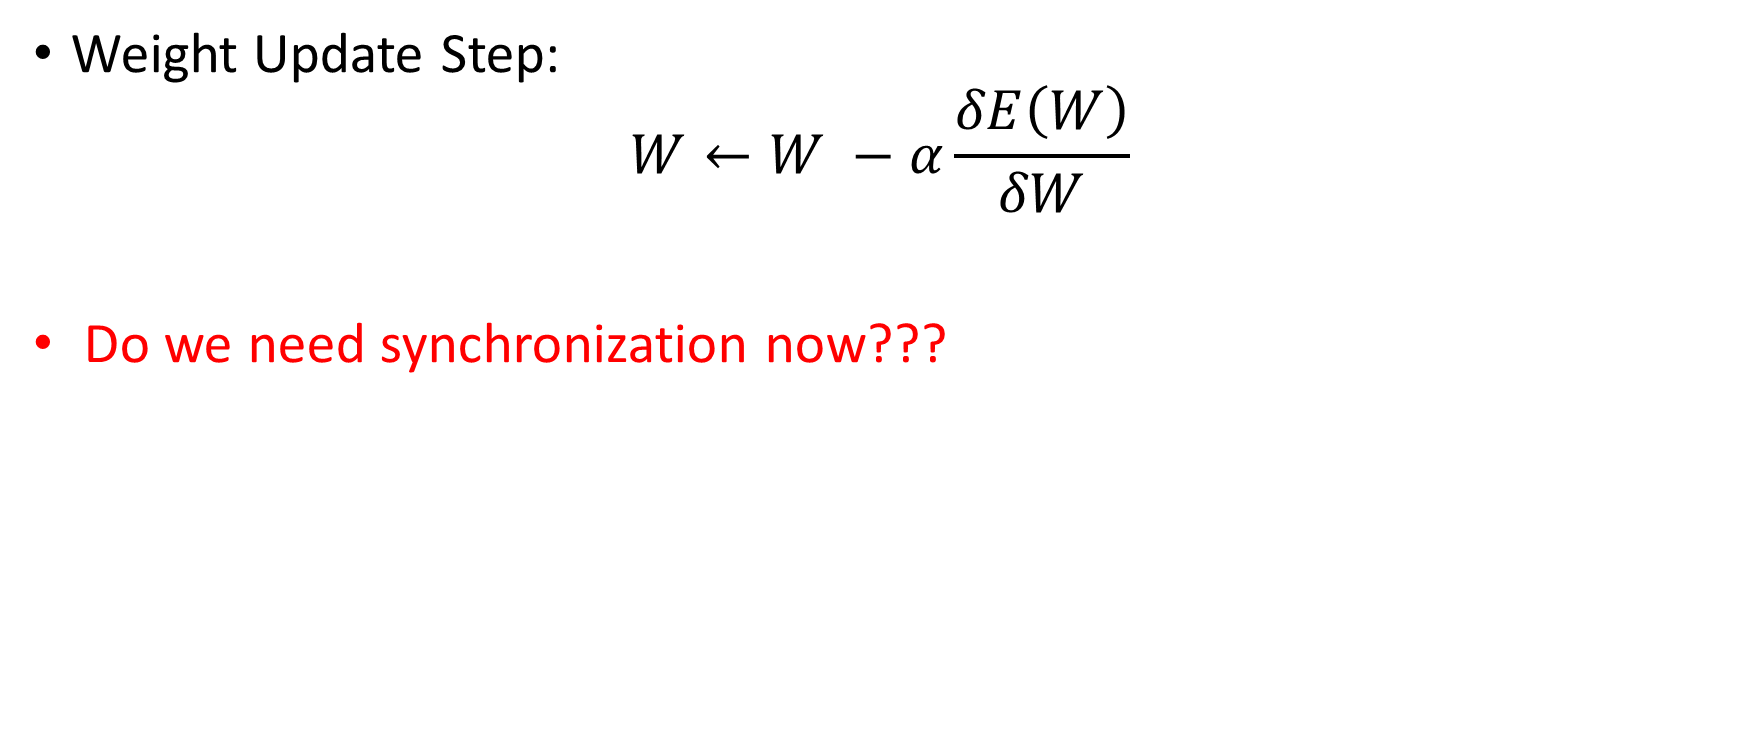 • Weight Update Step:
W ← W − α δE(W)/δW
• Do we need synchronization now???